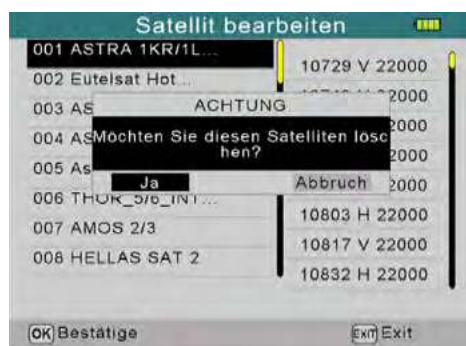 Satellit bearbeiten
001 ASTRA 1KR/1L...
10729 V 22000
002 Eutelsat Hot...
2000
003 AS
ACHTUNG
2000
004 AS
Möchten Sie diesen Satelliten lösc
hen?
2000
005 As
Ja
Abbruch
2000
006 THOR_5/6_INT...
10803 H 22000
007 AMOS 2/3
10817 V 22000
008 HELLAS SAT 2
10832 H 22000
OK Bestätige
EXIT Exit